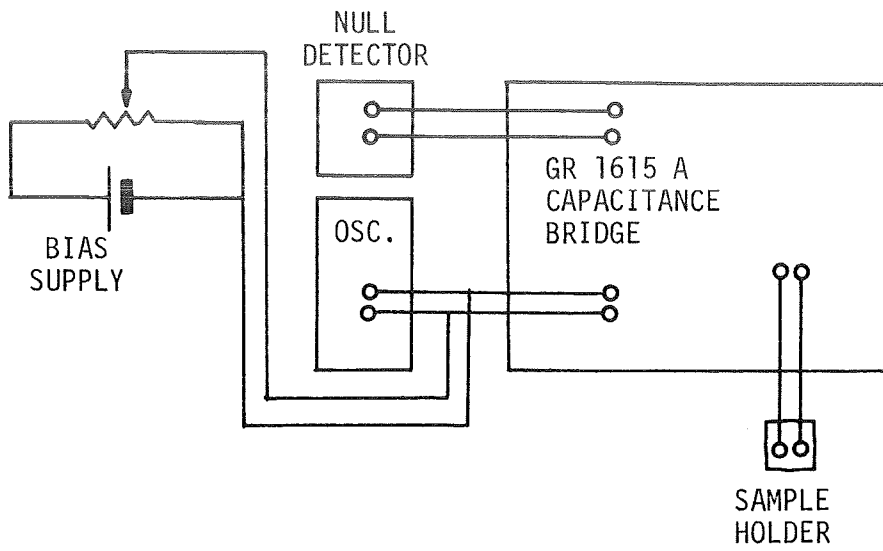 NULL
DETECTOR
GR 1615 A
CAPACITANCE
BRIDGE
OSC.
BIAS
SUPPLY
SAMPLE
HOLDER